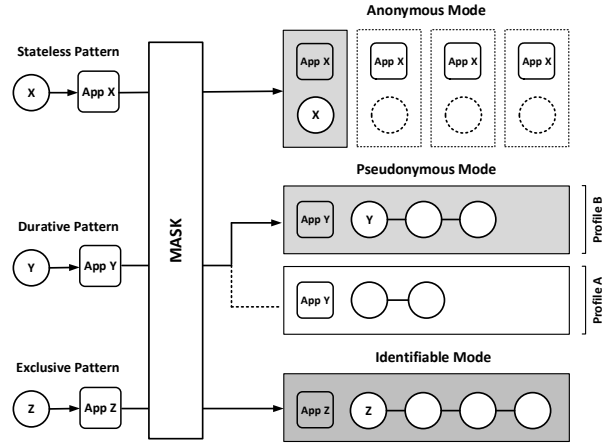 Anonymous Mode
Stateless Pattern
X
App X
App X
App X
App X
App X
X
MASK
Pseudonymous Mode
Durative Pattern
Y
App Y
App Y
Y
Profile B
App Y
Profile A
Exclusive Pattern
Identifiable Mode
Z
App Z
App Z
Z